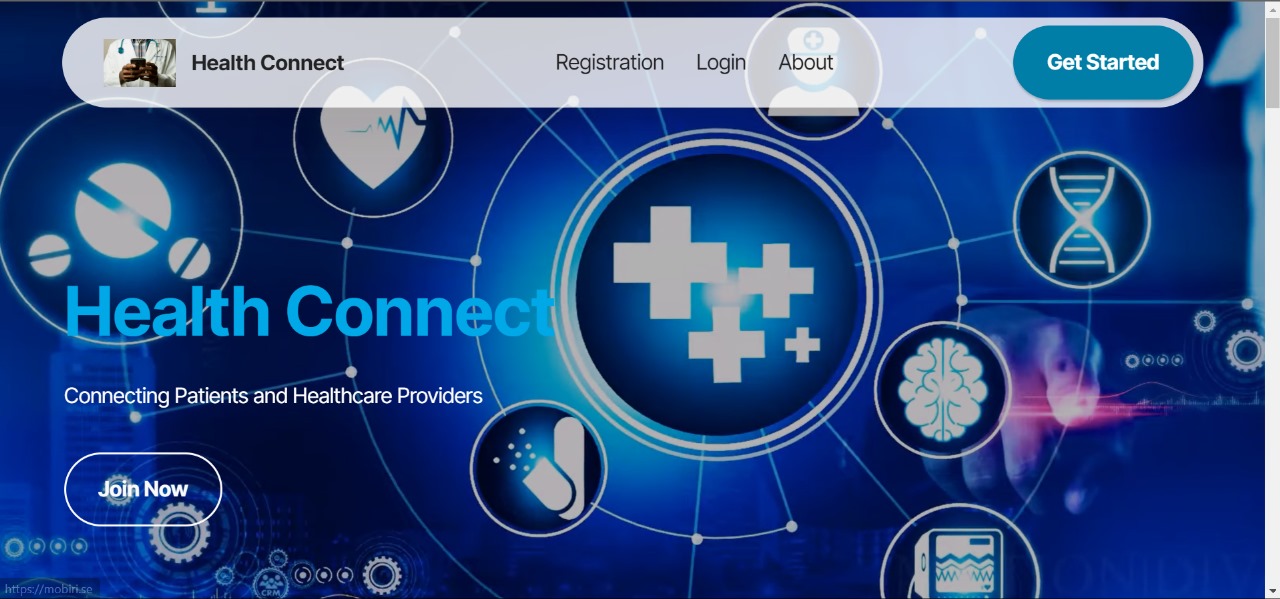 Health Connect
Registration
Login
About
Get Started
Health Connect
Connecting Patients and Healthcare Providers
Join Now
CRM
https://mobiri.se